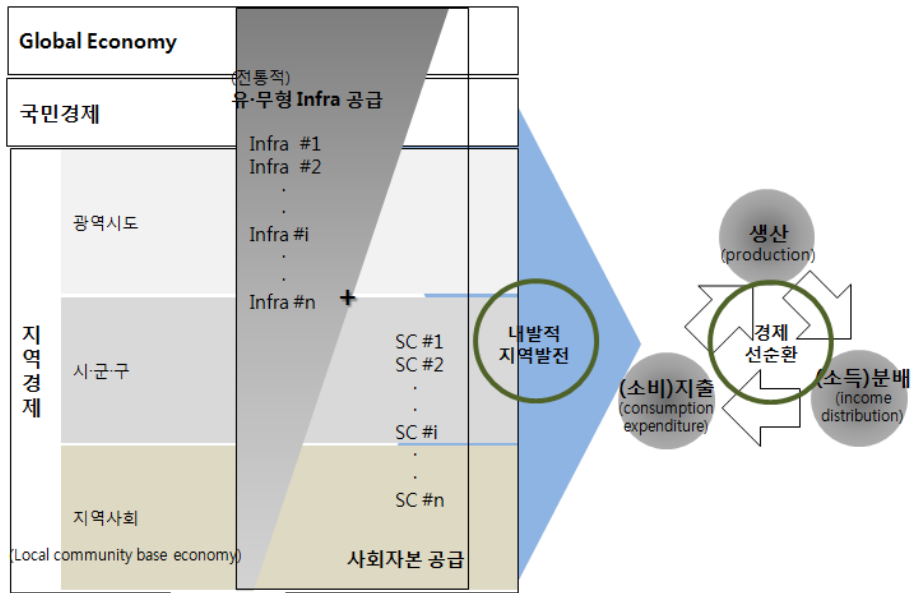 Global Economy
(전통적)
유·무형 Infra 공급
국민경제
Infra #1
Infra #2
·
·
Infra #i
·
·
Infra #n
+
광역시도
지역경제
시·군·구
SC #1
SC #2
·
·
SC #i
·
·
SC #n
지역사회
(Local community base economy)
사회자본 공급
내발적
지역발전
생산
(production)
경제
선순환
(소비)지출
(consumption
expenditure)
(소득)분배
(income
distribution)